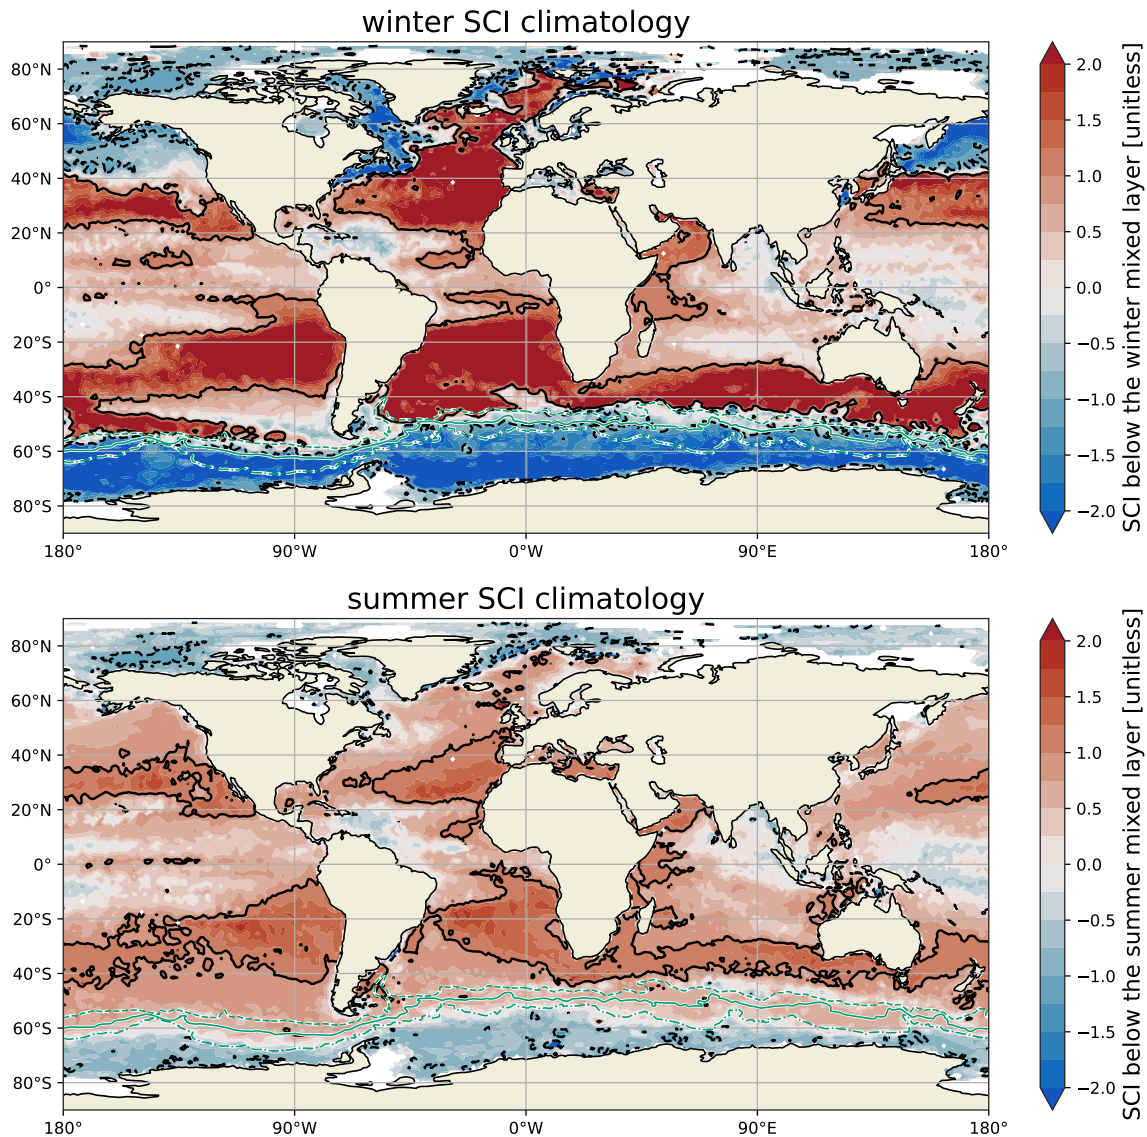 winter SCI climatology
80°N
60°N
40°N
20°N
0°
20°S
40°S
60°S
80°S
180°
90°W
0°W
90°E
180°
2.0
1.5
1.0
0.5
0.0
−0.5
−1.0
−1.5
−2.0
SCI below the winter mixed layer [unitless]
summer SCI climatology
80°N
60°N
40°N
20°N
0°
20°S
40°S
60°S
80°S
180°
90°W
0°W
90°E
180°
2.0
1.5
1.0
0.5
0.0
−0.5
−1.0
−1.5
−2.0
SCI below the summer mixed layer [unitless]